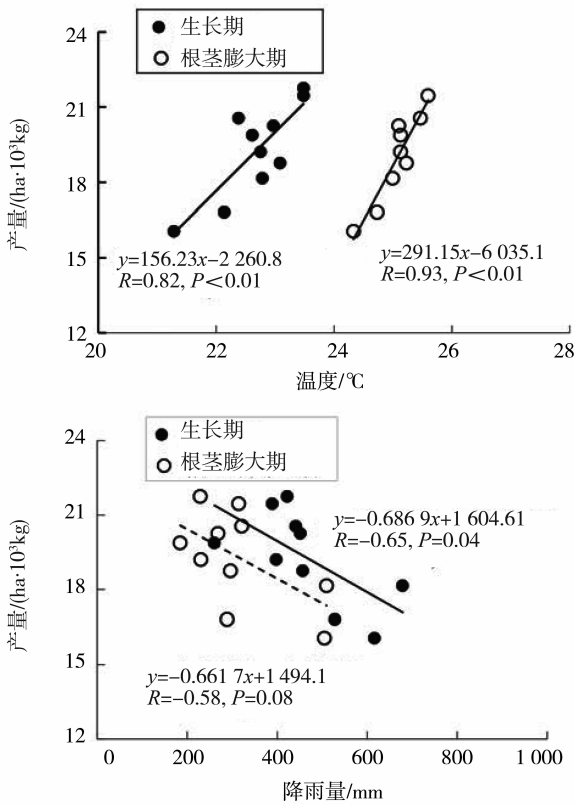 生长期
根茎膨大期
24
21
18
15
12
产量/(ha·10³kg)
y=156.23x−2 260.8
R=0.82, P<0.01
y=291.15x−6 035.1
R=0.93, P<0.01
20 22 24 26 28
温度/℃
生长期
根茎膨大期
24
21
18
15
12
产量/(ha·10³kg)
y=−0.686 9x+1 604.61
R=−0.65, P=0.04
y=−0.661 7x+1 494.1
R=−0.58, P=0.08
0 200 400 600 800 1 000
降雨量/mm